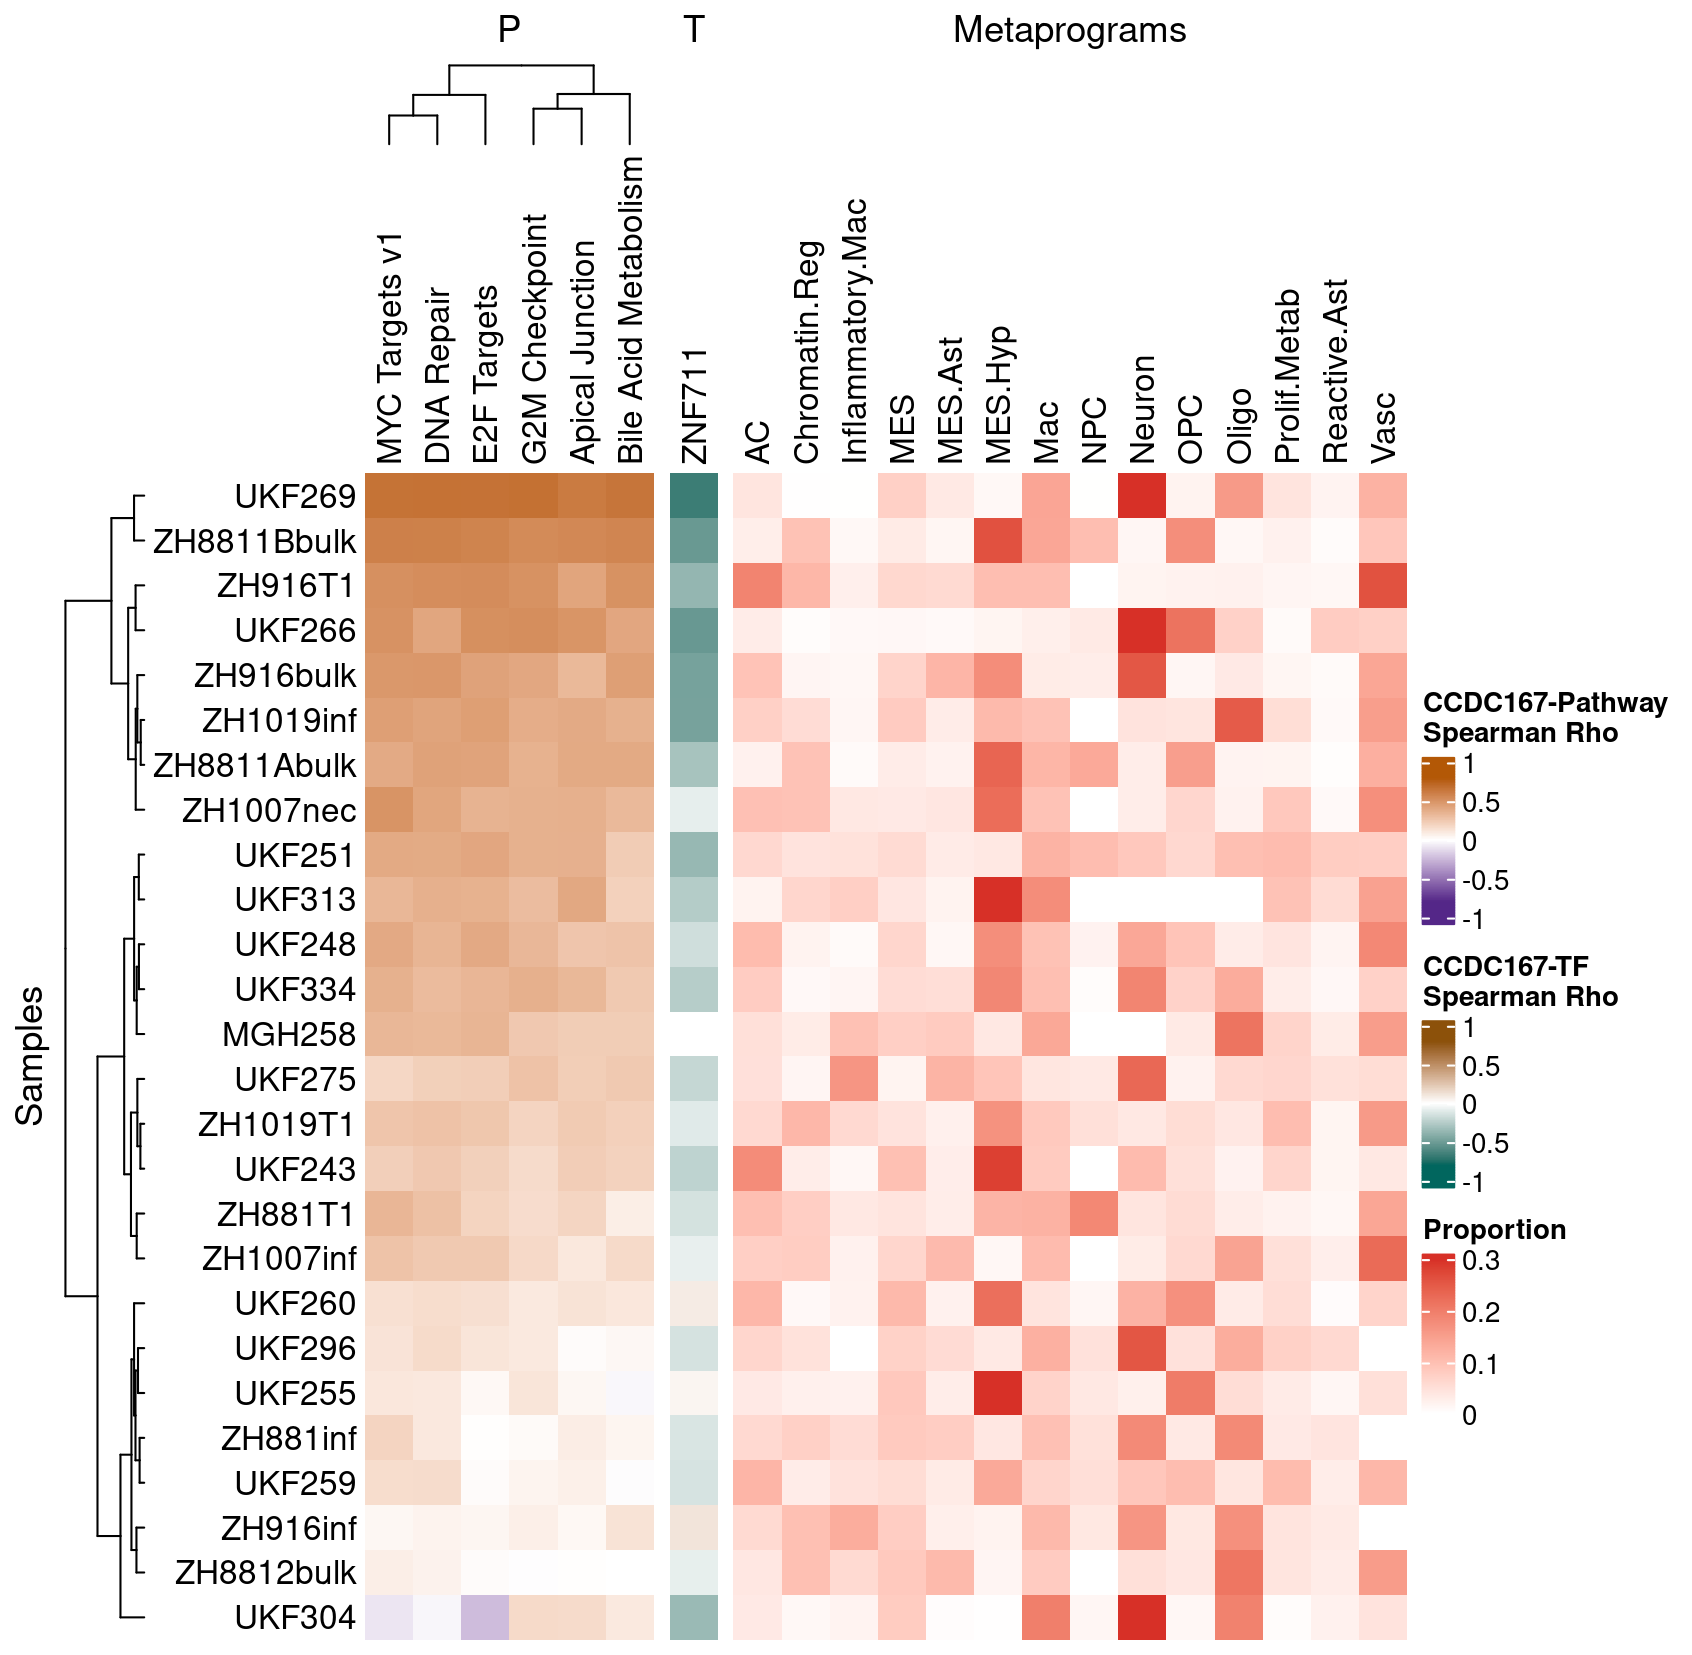 P
T
Metaprograms
MYC Targets v1
DNA Repair
E2F Targets
G2M Checkpoint
Apical Junction
Bile Acid Metabolism
ZNF711
AC
Chromatin.Reg
Inflammatory.Mac
MES
MES.Ast
MES.Hyp
Mac
NPC
Neuron
OPC
Oligo
Prolif.Metab
Reactive.Ast
Vasc
Samples
UKF269
ZH8811Bbulk
ZH916T1
UKF266
ZH916bulk
ZH1019inf
ZH8811Abulk
ZH1007nec
UKF251
UKF313
UKF248
UKF334
MGH258
UKF275
ZH1019T1
UKF243
ZH881T1
ZH1007inf
UKF260
UKF296
UKF255
ZH881inf
UKF259
ZH916inf
ZH8812bulk
UKF304
CCDC167-Pathway
Spearman Rho
1
0.5
0
-0.5
-1
CCDC167-TF
Spearman Rho
1
0.5
0
-0.5
-1
Proportion
0.3
0.2
0.1
0